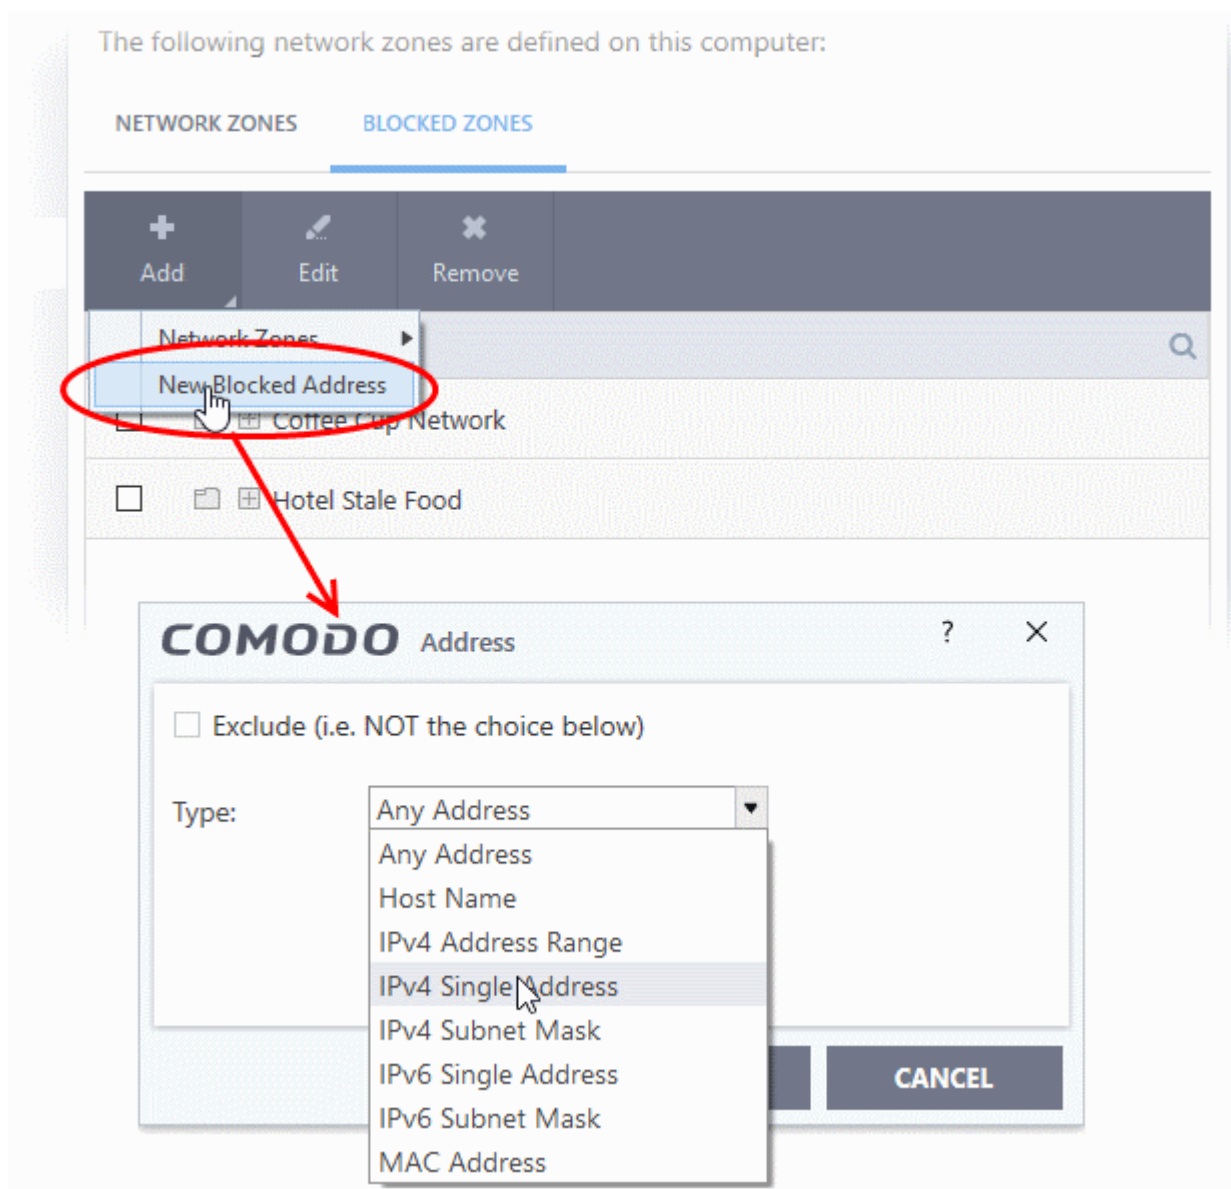 The following network zones are defined on this computer:
NETWORK ZONES BLOCKED ZONES
Add Edit Remove
Network Zones
New Blocked Address
Coffee Cup Network
Hotel Stale Food
COMODO Address ?
Exclude (i.e. NOT the choice below)
Type: Any Address
Any Address
Host Name
IPv4 Address Range
IPv4 Single Address
IPv4 Subnet Mask
IPv6 Single Address
CANCEL
IPv6 Subnet Mask
MAC Address